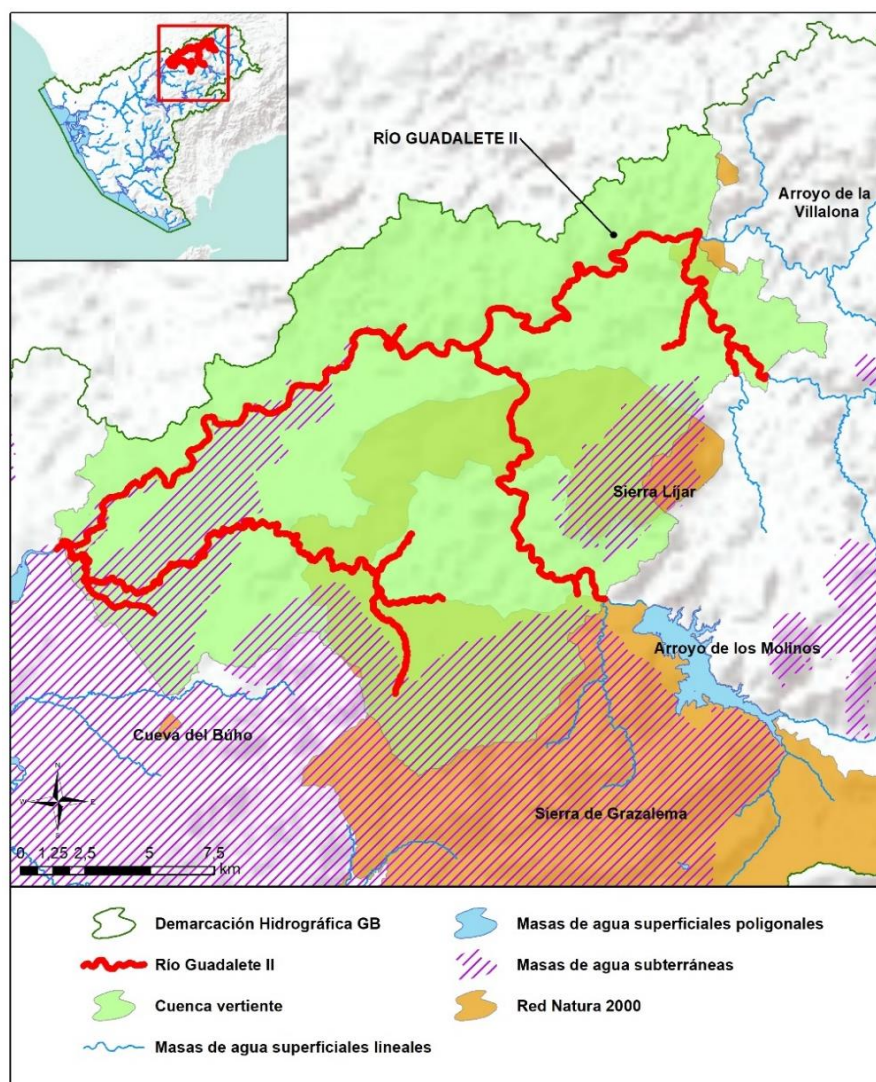 RÍO GUADALETE II
Arroyo de la
Villalona
Sierra Líjar
Arroyo de los Molinos
Cueva del Búho
Sierra de Grazalema
N
W E
S
0 1,25 2,5 5 7,5
km
Demarcación Hidrográfica GB
Masas de agua superficiales poligonales
Río Guadalete II
Masas de agua subterráneas
Cuenca vertiente
Red Natura 2000
Masas de agua superficiales lineales